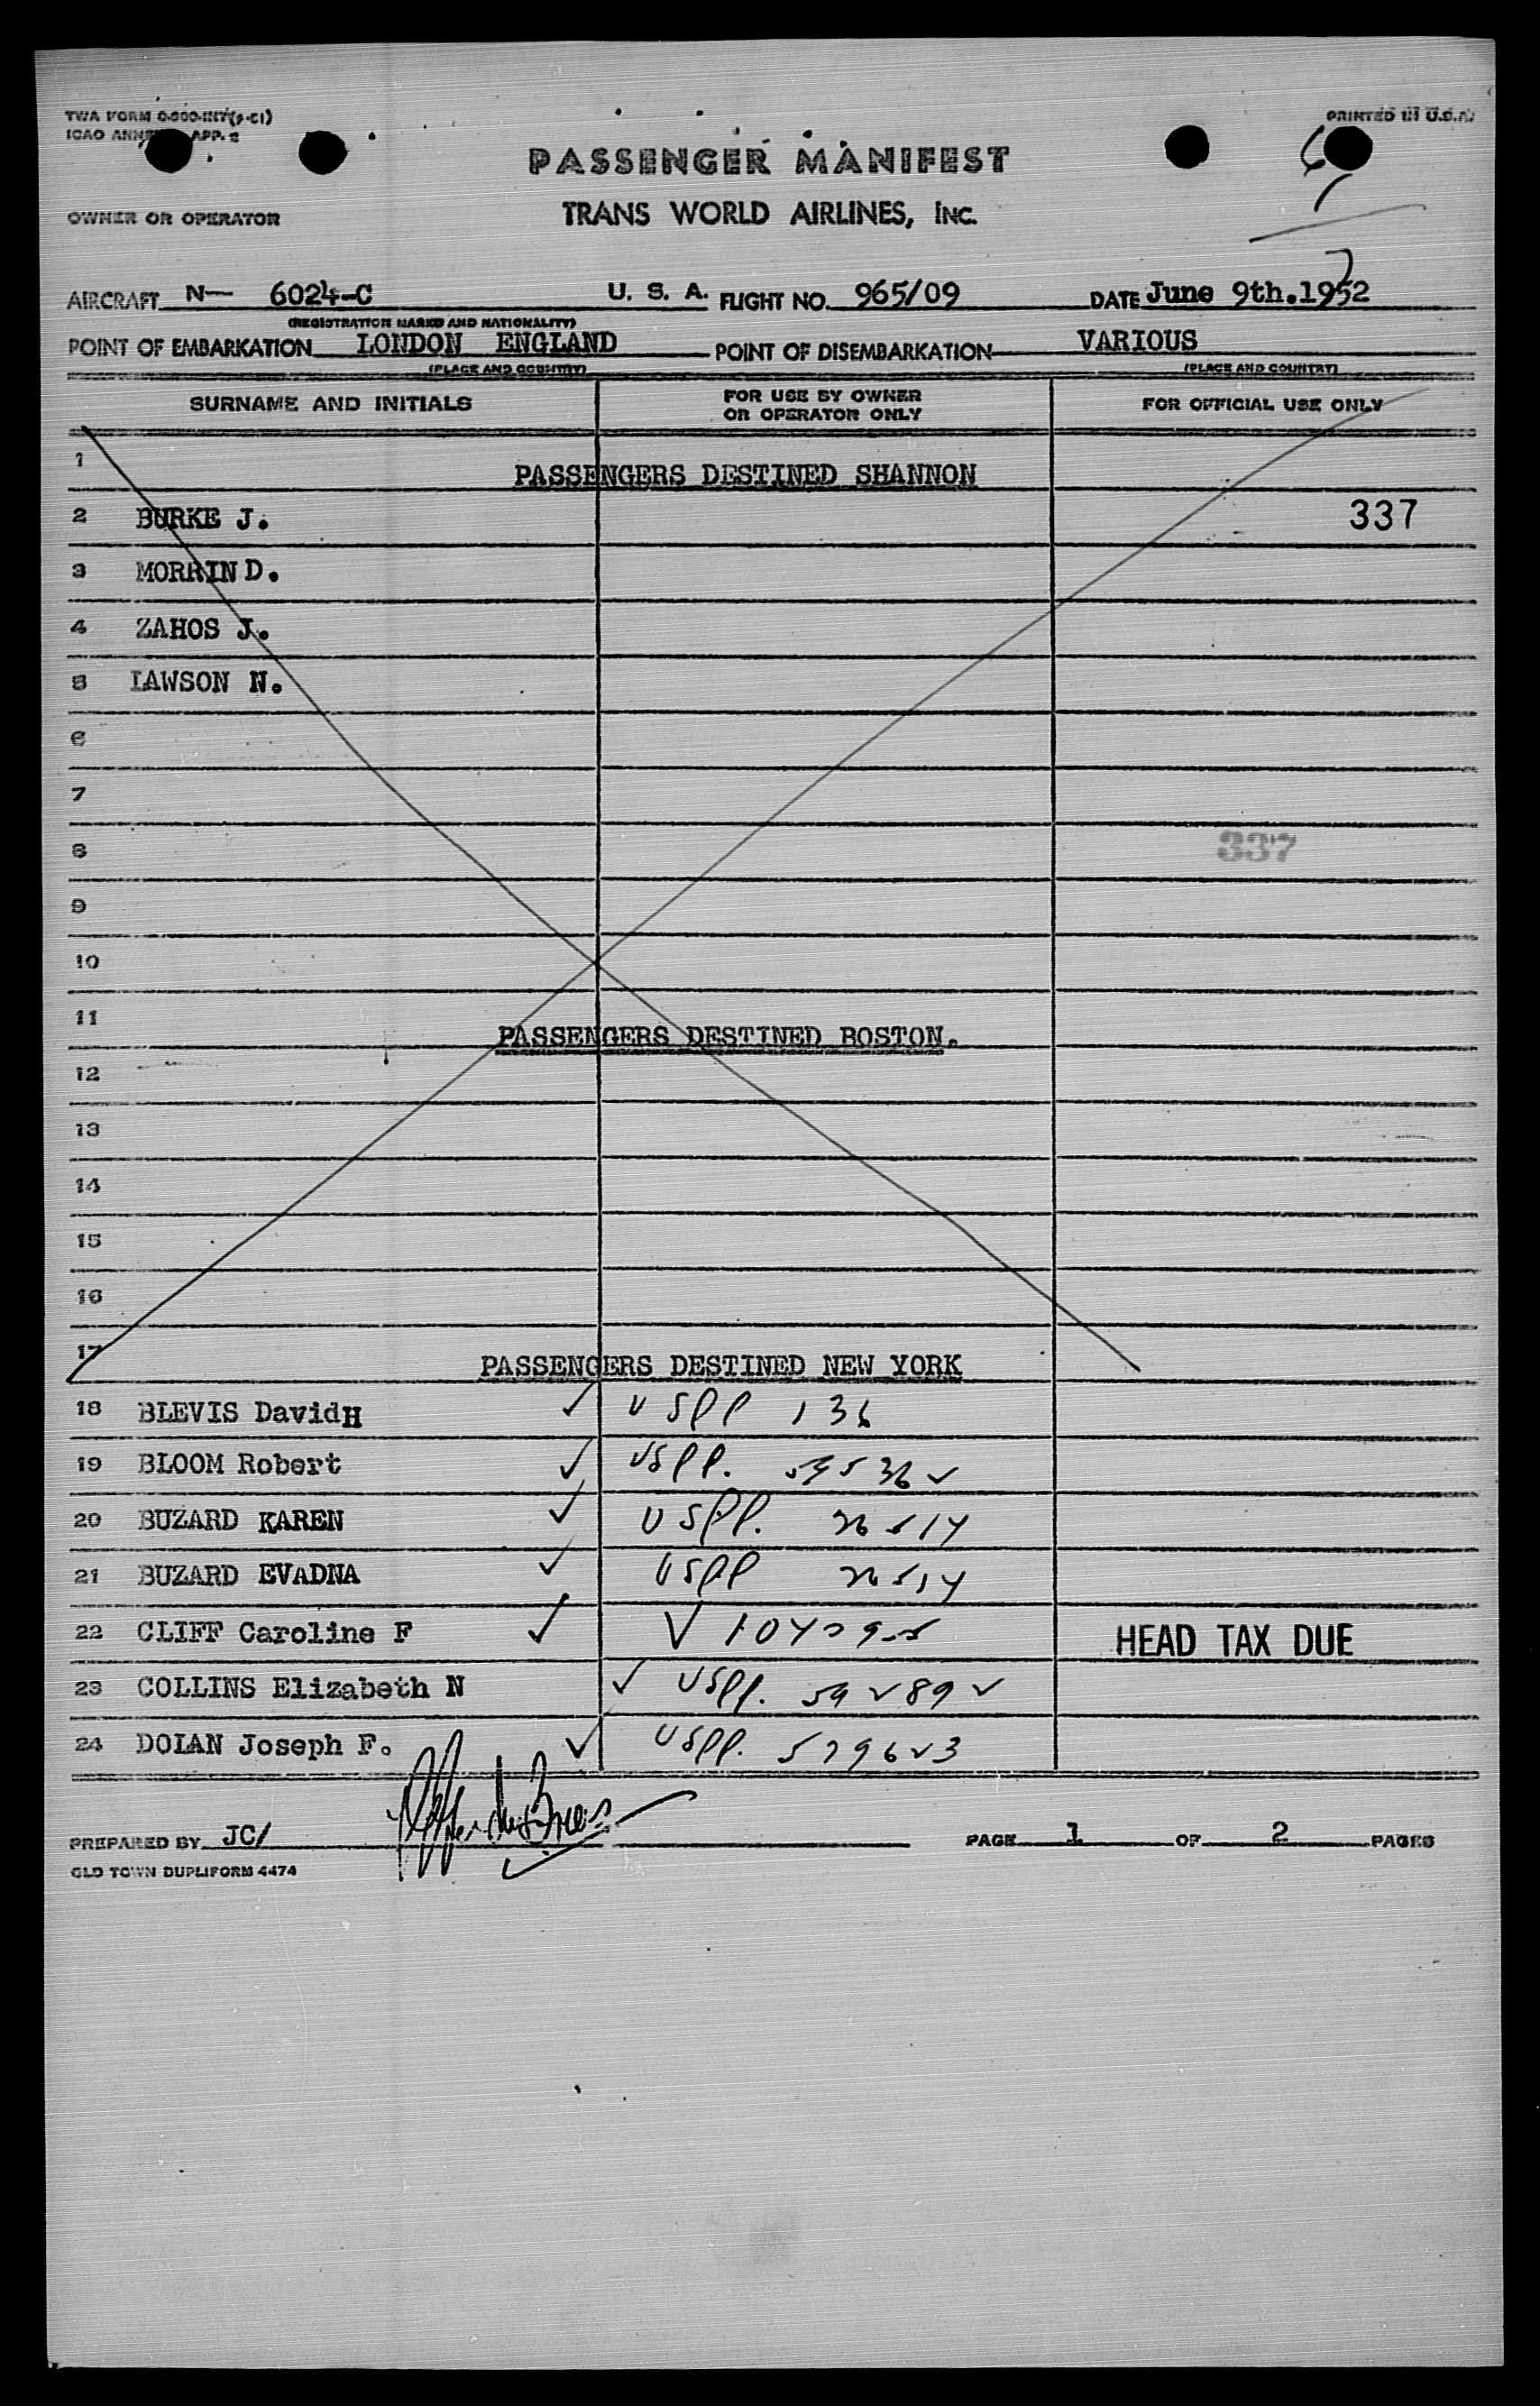 TWA FORM
PRINTED IN U.S.A.
ICAO APP. 2
PASSENGER MANIFEST
OWNER OR OPERATOR
TRANS WORLD AIRLINES, INC.
AIRCRAFT N— 6024-C U. S. A. FLIGHT NO. 965/09 DATE June 9th.1952
(REGISTRATION MARKS AND NATIONALITY)
POINT OF EMBARKATION LONDON ENGLAND POINT OF DISEMBARKATION VARIOUS
(PLACE AND COUNTRY) (PLACE AND COUNTRY)
SURNAME AND INITIALS FOR USE BY OWNER OR OPERATOR ONLY FOR OFFICIAL USE ONLY
1 PASSENGERS DESTINED SHANNON
2 BURKE J. 337
3 MORRIN D.
4 ZAHOS J.
5 LAWSON N.
6
7
8 337
9
10
11 PASSENGERS DESTINED BOSTON.
12
13
14
15
16
17 PASSENGERS DESTINED NEW YORK
18 BLEVIS David H ✓ USPP 136
19 BLOOM Robert ✓ USPP.
20 BUZARD KAREN ✓ USPP.
21 BUZARD EVADNA ✓ USPP
22 CLIFF Caroline F ✓ HEAD TAX DUE
23 COLLINS Elizabeth N ✓ USPP.
24 DOLAN Joseph F. ✓ USPP.
PREPARED BY JC/ PAGE 1 OF 2 PAGES
OLD TOWN DUPLIFORM 4474